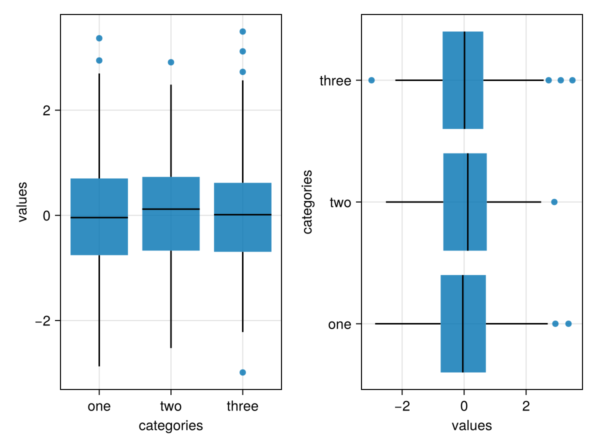 values
2
0
−2
one two three
categories
categories
three
two
one
−2 0 2
values